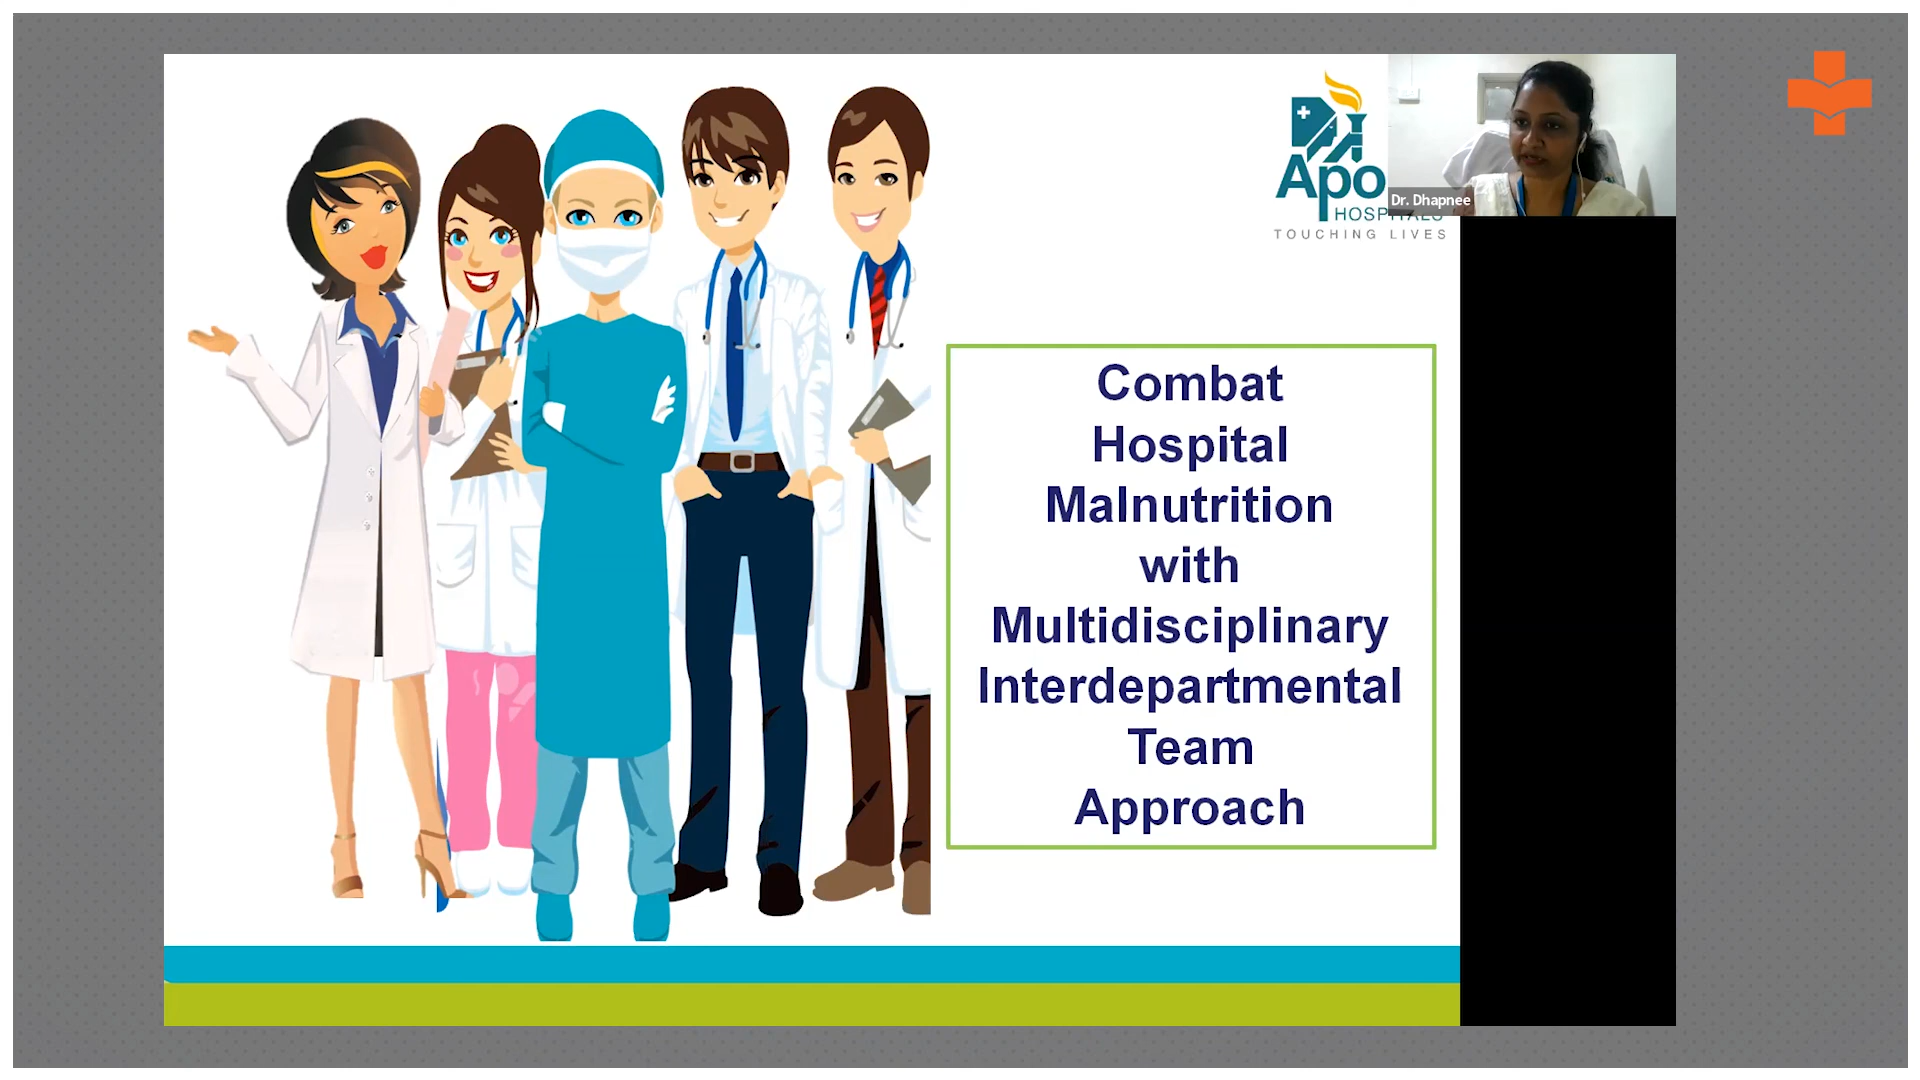 Apo
HOSPITALS
TOUCHING LIVES
Dr. Dhapnee
Combat
Hospital
Malnutrition
with
Multidisciplinary
Interdepartmental
Team
Approach